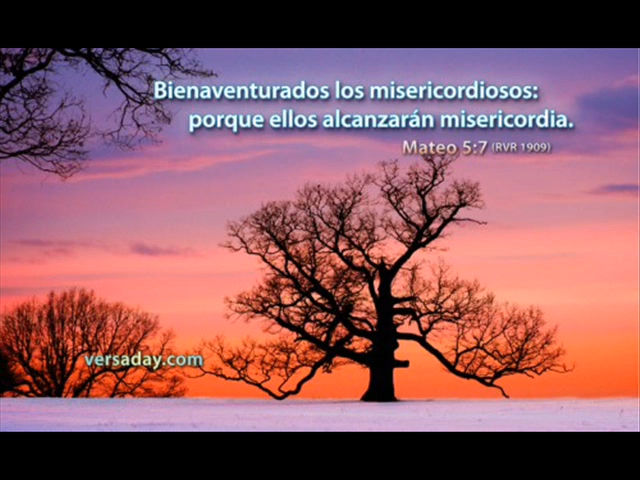 Bienaventurados los misericordiosos:
porque ellos alcanzarán misericordia.
Mateo 5:7 (RVR 1909)
versaday.com